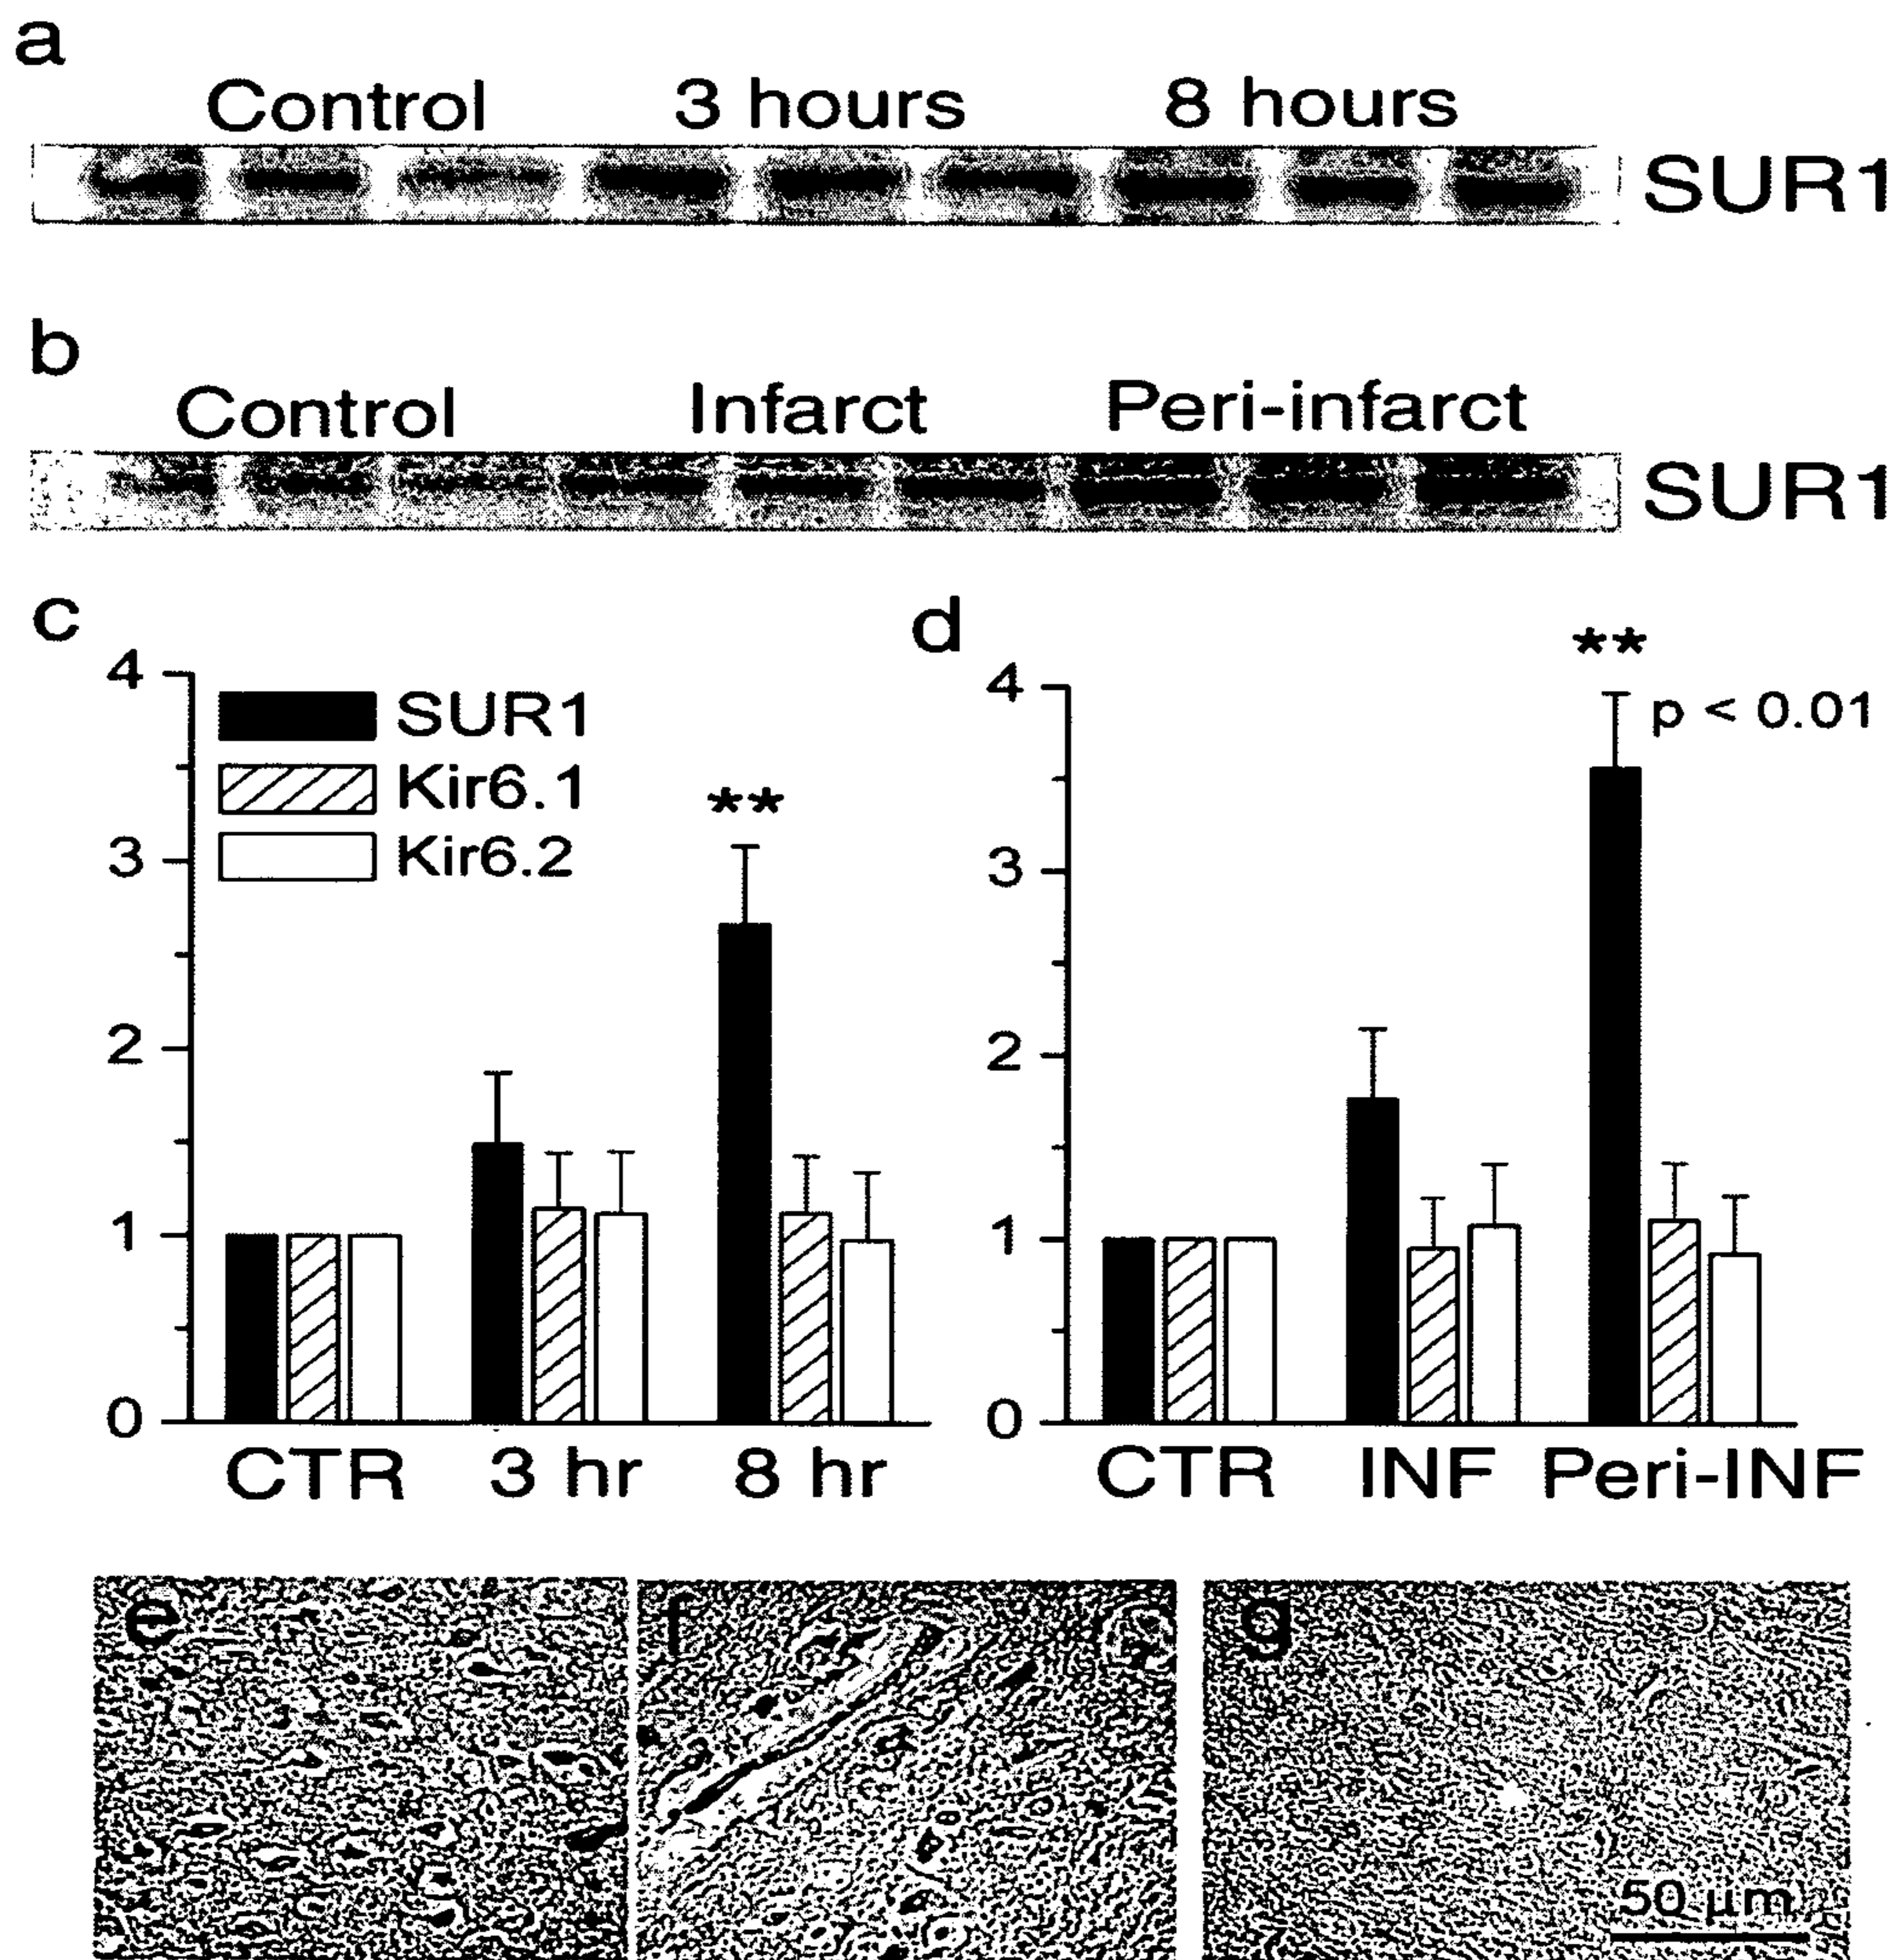 a
Control 3 hours 8 hours
SUR1
b
Control Infarct Peri-infarct
SUR1
c
4
3
2
1
0
SUR1
Kir6.1
Kir6.2
**
CTR 3 hr 8 hr
d
4
3
2
1
0
**
p < 0.01
CTR INF Peri-INF
e f g
50 µm